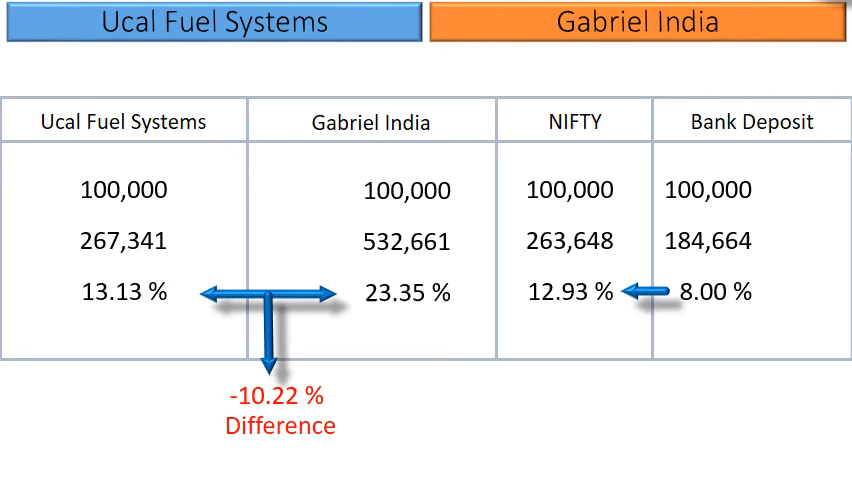 Ucal Fuel Systems Gabriel India
Ucal Fuel Systems Gabriel India NIFTY Bank Deposit
100,000 100,000 100,000 100,000
267,341 532,661 263,648 184,664
13.13 % 23.35 % 12.93 % 8.00 %
-10.22 %
Difference